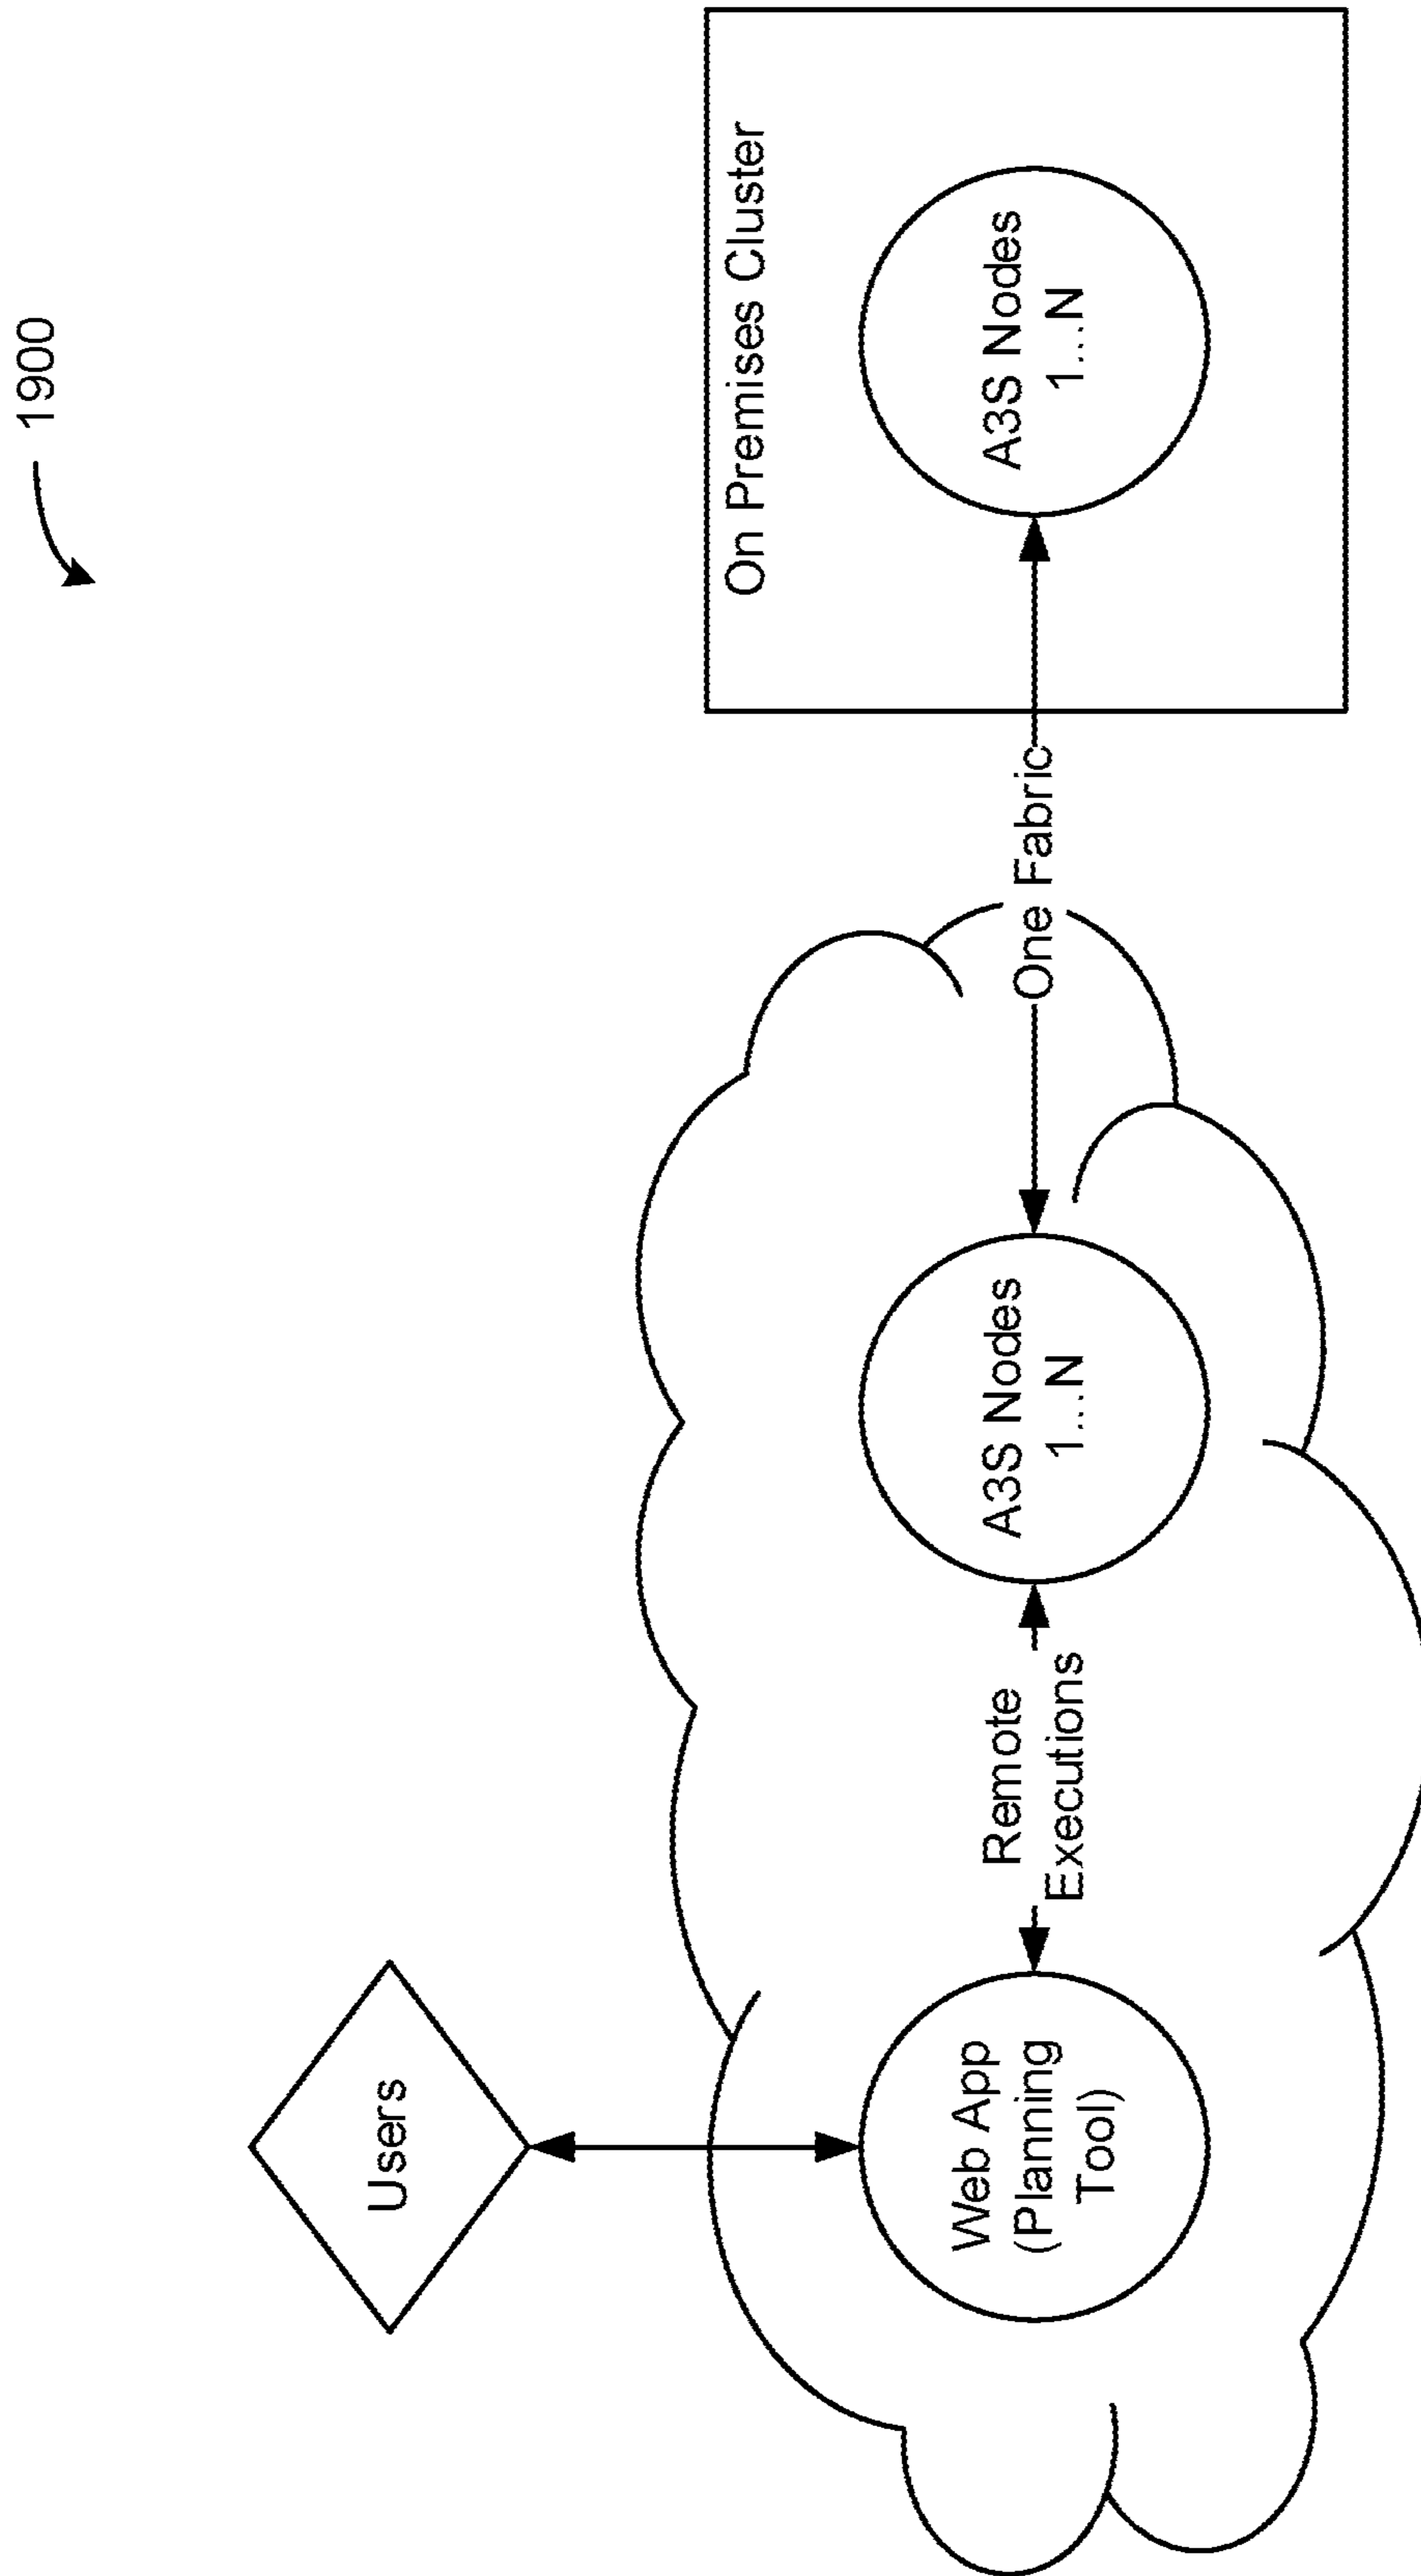 1900
Users
On Premises Cluster
Web App
(Planning
Tool)
Remote
Executions
A3S Nodes
1...N
One Fabric
A3S Nodes
1...N